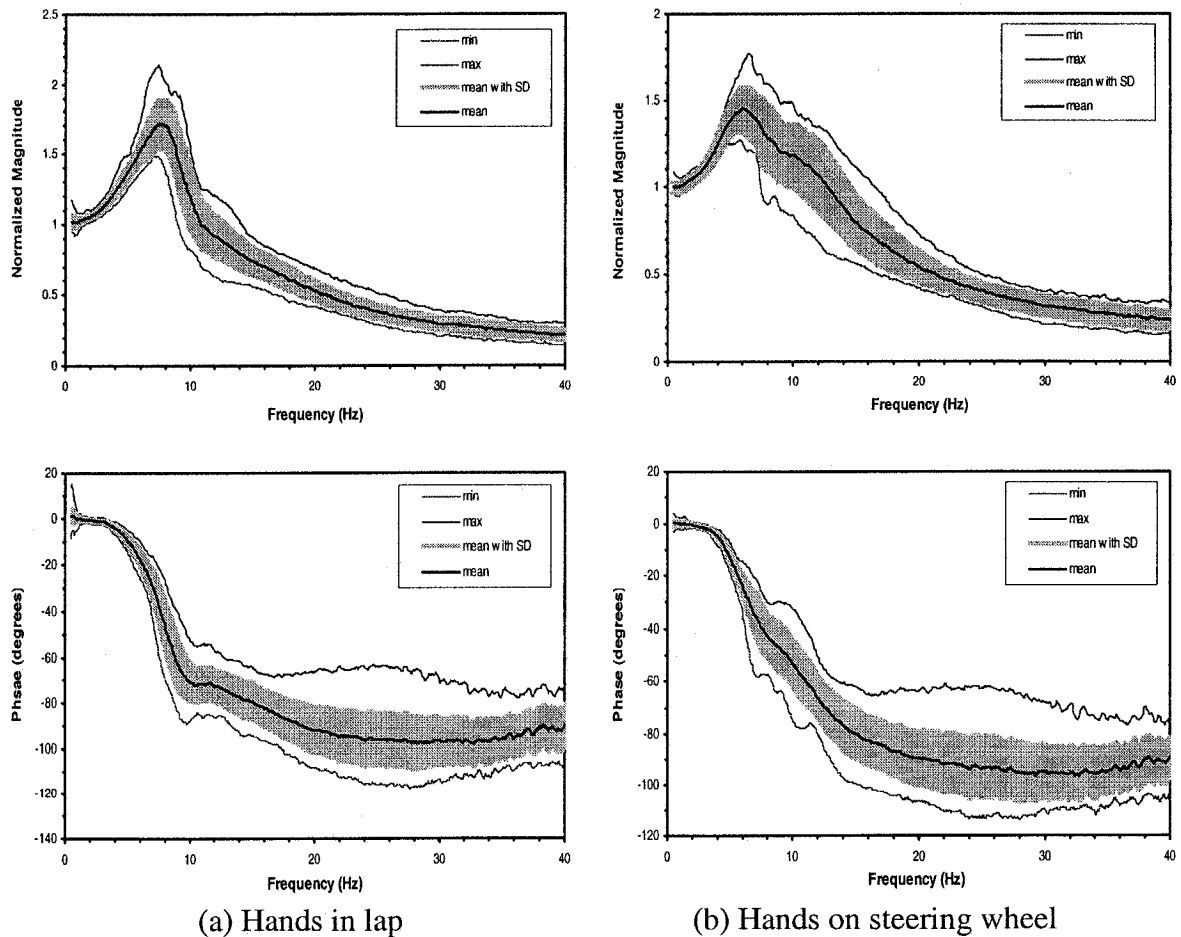 2.5
2
1.5
1
0.5
0
0 10 20 30 40
Normalized Magnitude
Frequency (Hz)
min
max
mean with SD
mean
2
1.5
1
0.5
0
0 10 20 30 40
Normalized Magnitude
Frequency (Hz)
min
max
mean with SD
mean
20
0
-20
-40
-60
-80
-100
-120
-140
0 10 20 30 40
Phsae (degrees)
Frequency (Hz)
min
max
mean with SD
mean
20
0
-20
-40
-60
-80
-100
-120
0 10 20 30 40
Phase (degrees)
Frequency (Hz)
min
max
mean with SD
mean
(a) Hands in lap
(b) Hands on steering wheel